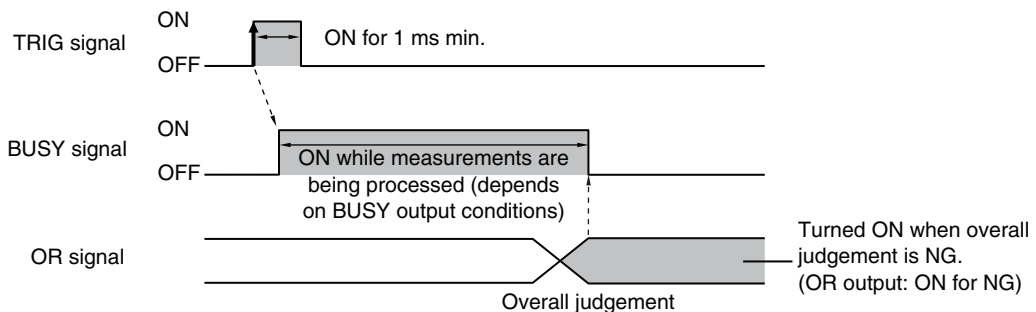 ON
TRIG signal
ON for 1 ms min.
OFF
ON
BUSY signal
OFF
ON while measurements are
being processed (depends
on BUSY output conditions)
OR signal
Overall judgement
Turned ON when overall
judgement is NG.
(OR output: ON for NG)